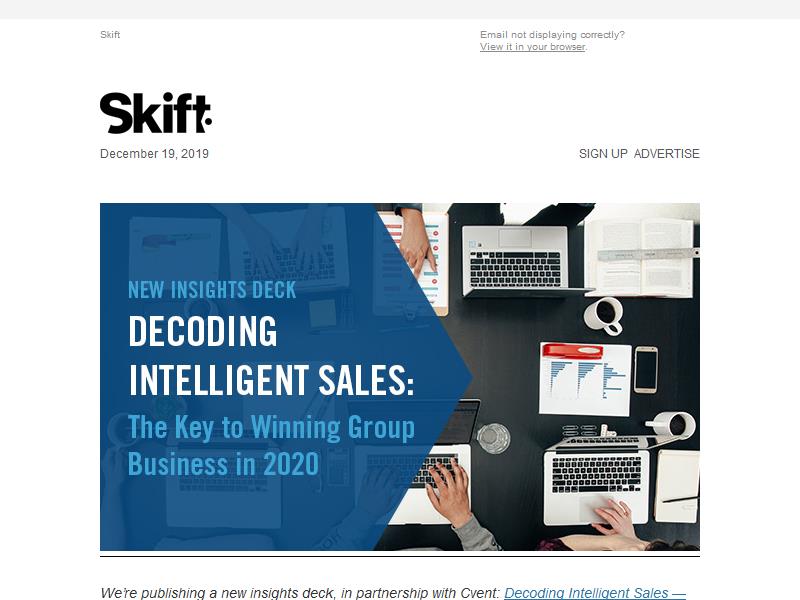 Skift
Email not displaying correctly?
View it in your browser.
Skift.
December 19, 2019
SIGN UP ADVERTISE
NEW INSIGHTS DECK
DECODING
INTELLIGENT SALES:
The Key to Winning Group
Business in 2020
We're publishing a new insights deck, in partnership with Cvent: Decoding Intelligent Sales —